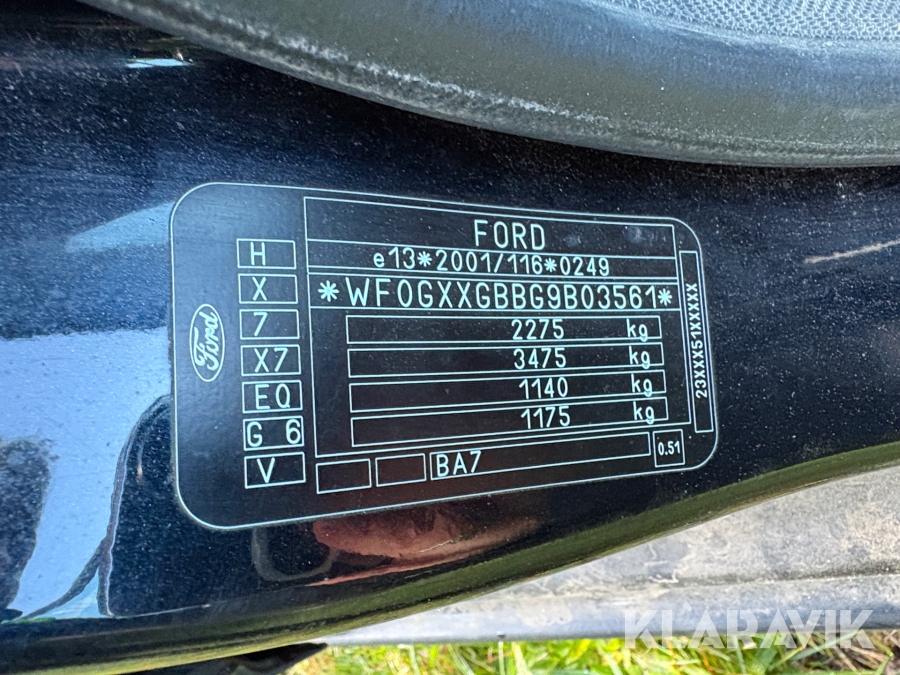 FORD
e13*2001/116*0249
*WF0GXXGBBG9B03561*
2275 kg
3475 kg
1140 kg
1175 kg
BA7
0.51
H
X
7
X7
EQ
G 6
V
Ford
23XXX51XXXXX
KLARAVIK